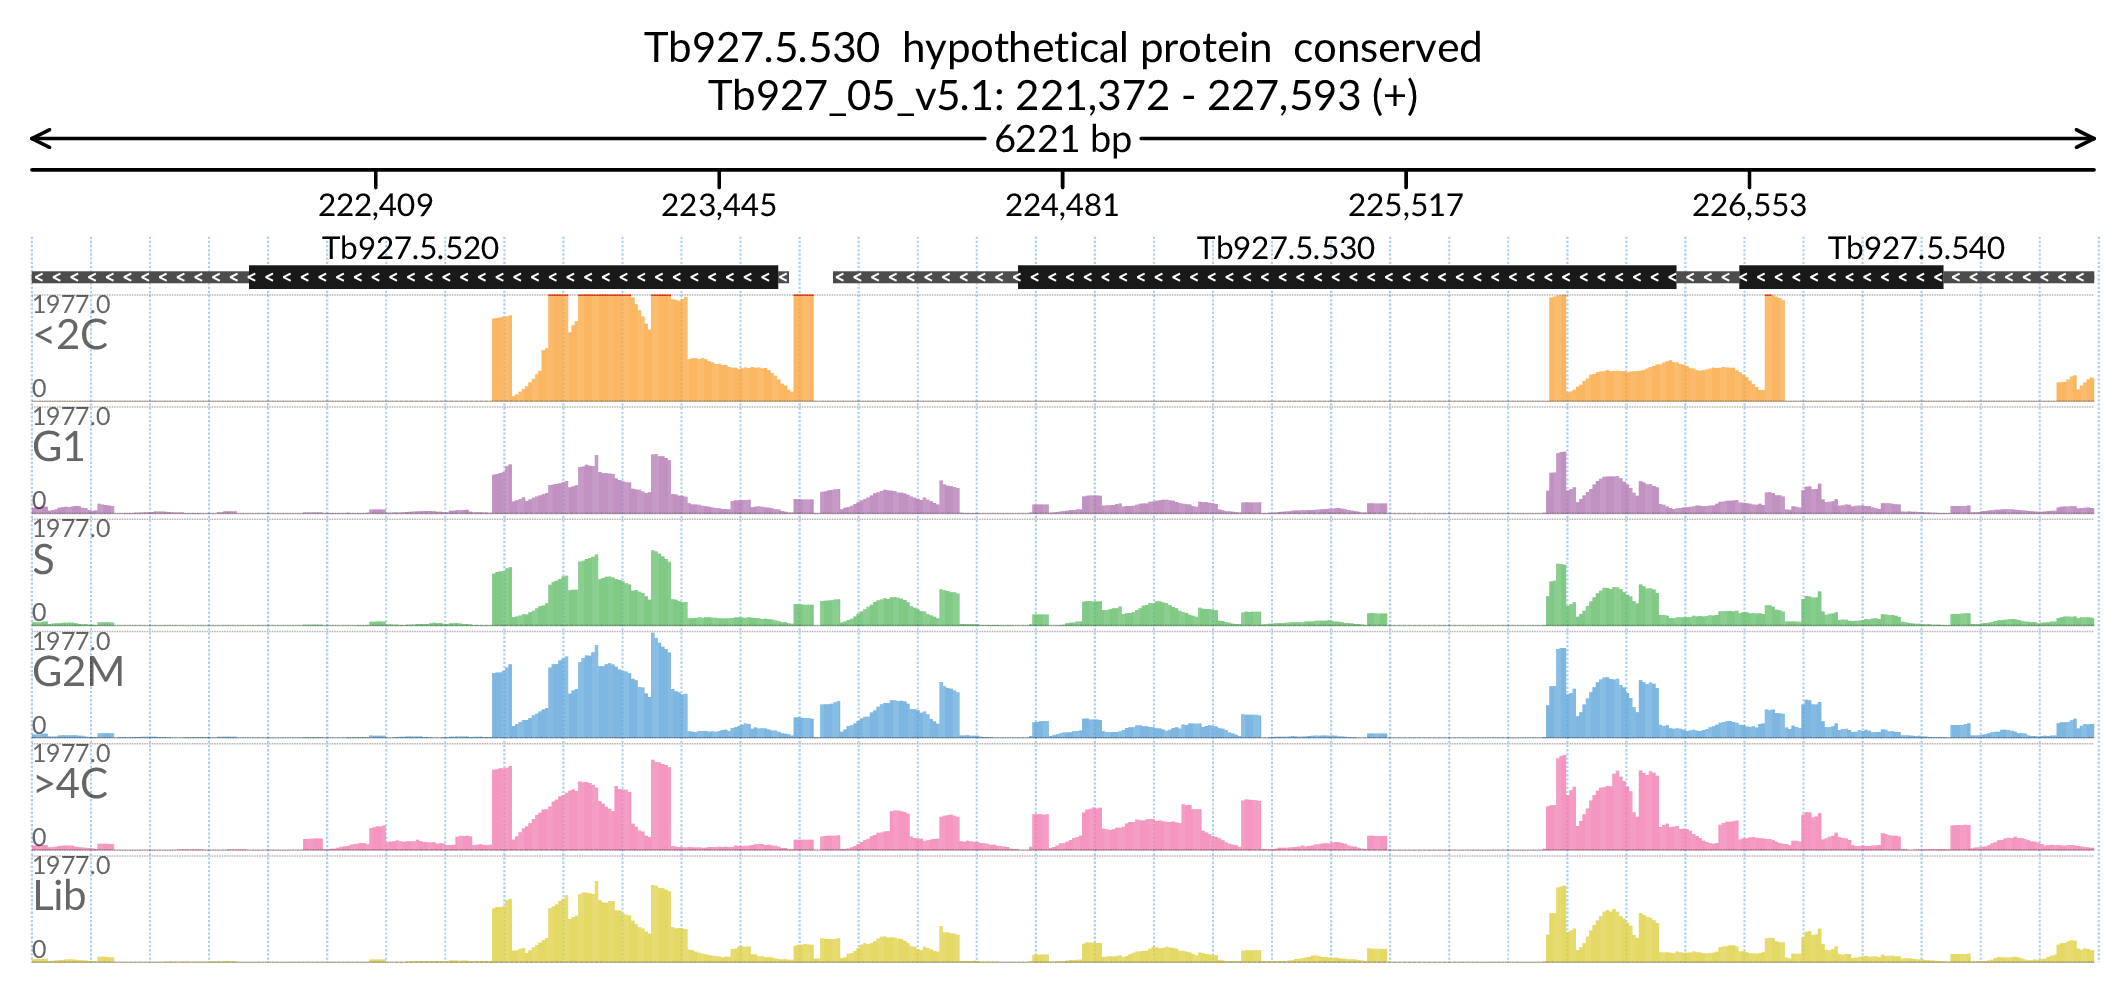 Tb927.5.530  hypothetical protein  conserved
Tb927_05_v5.1: 221,372 - 227,593 (+)
6221 bp
222,409 223,445 224,481 225,517 226,553
Tb927.5.520 Tb927.5.530 Tb927.5.540
1977.0
<2C
0
1977.0
G1
0
1977.0
S
0
1977.0
G2M
0
1977.0
>4C
0
1977.0
Lib
0